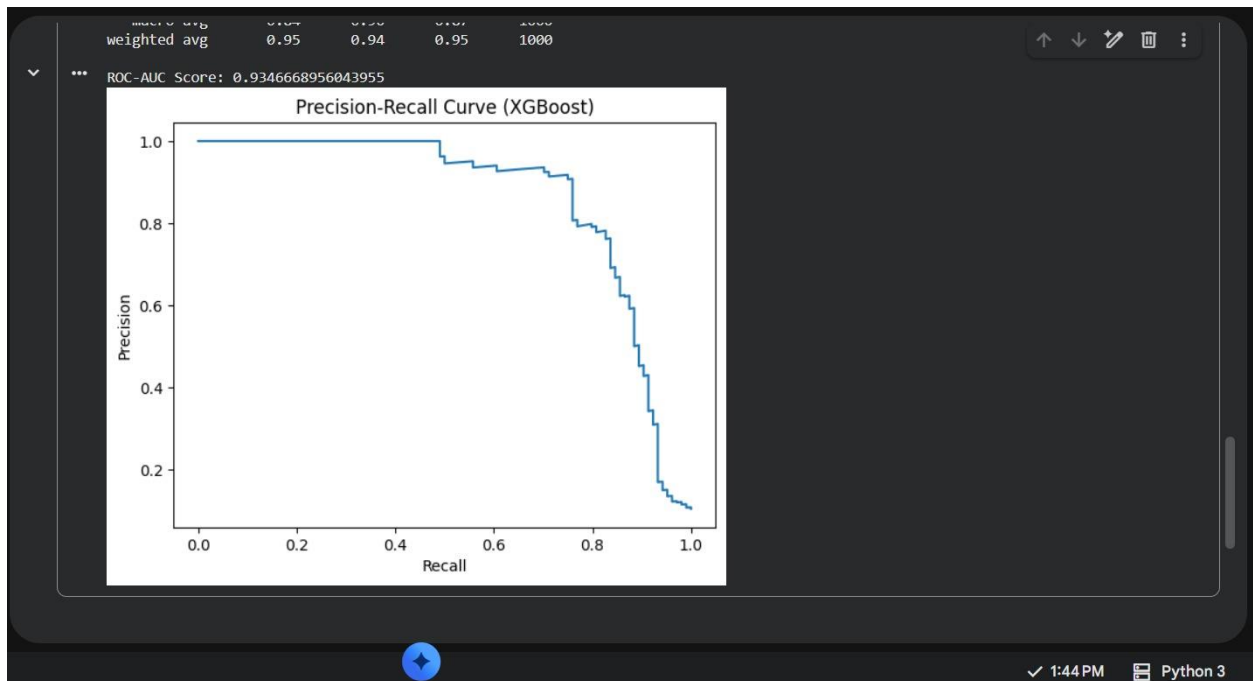 weighted avg 0.95 0.94 0.95 1000
ROC-AUC Score: 0.9346668956043955
Precision-Recall Curve (XGBoost)
1.0
0.8
0.6
0.4
0.2
Precision
0.0 0.2 0.4 0.6 0.8 1.0
Recall
1:44 PM Python 3